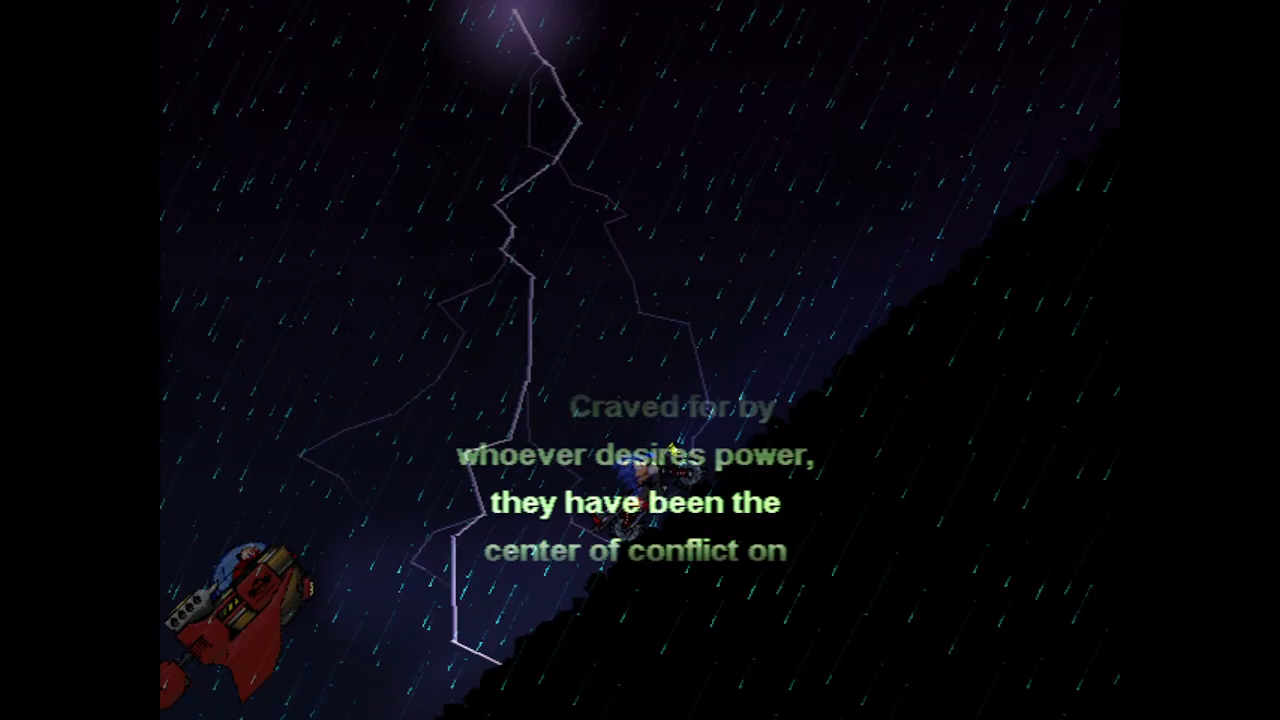 Craved for by
whoever desires power,
they have been the
center of conflict on